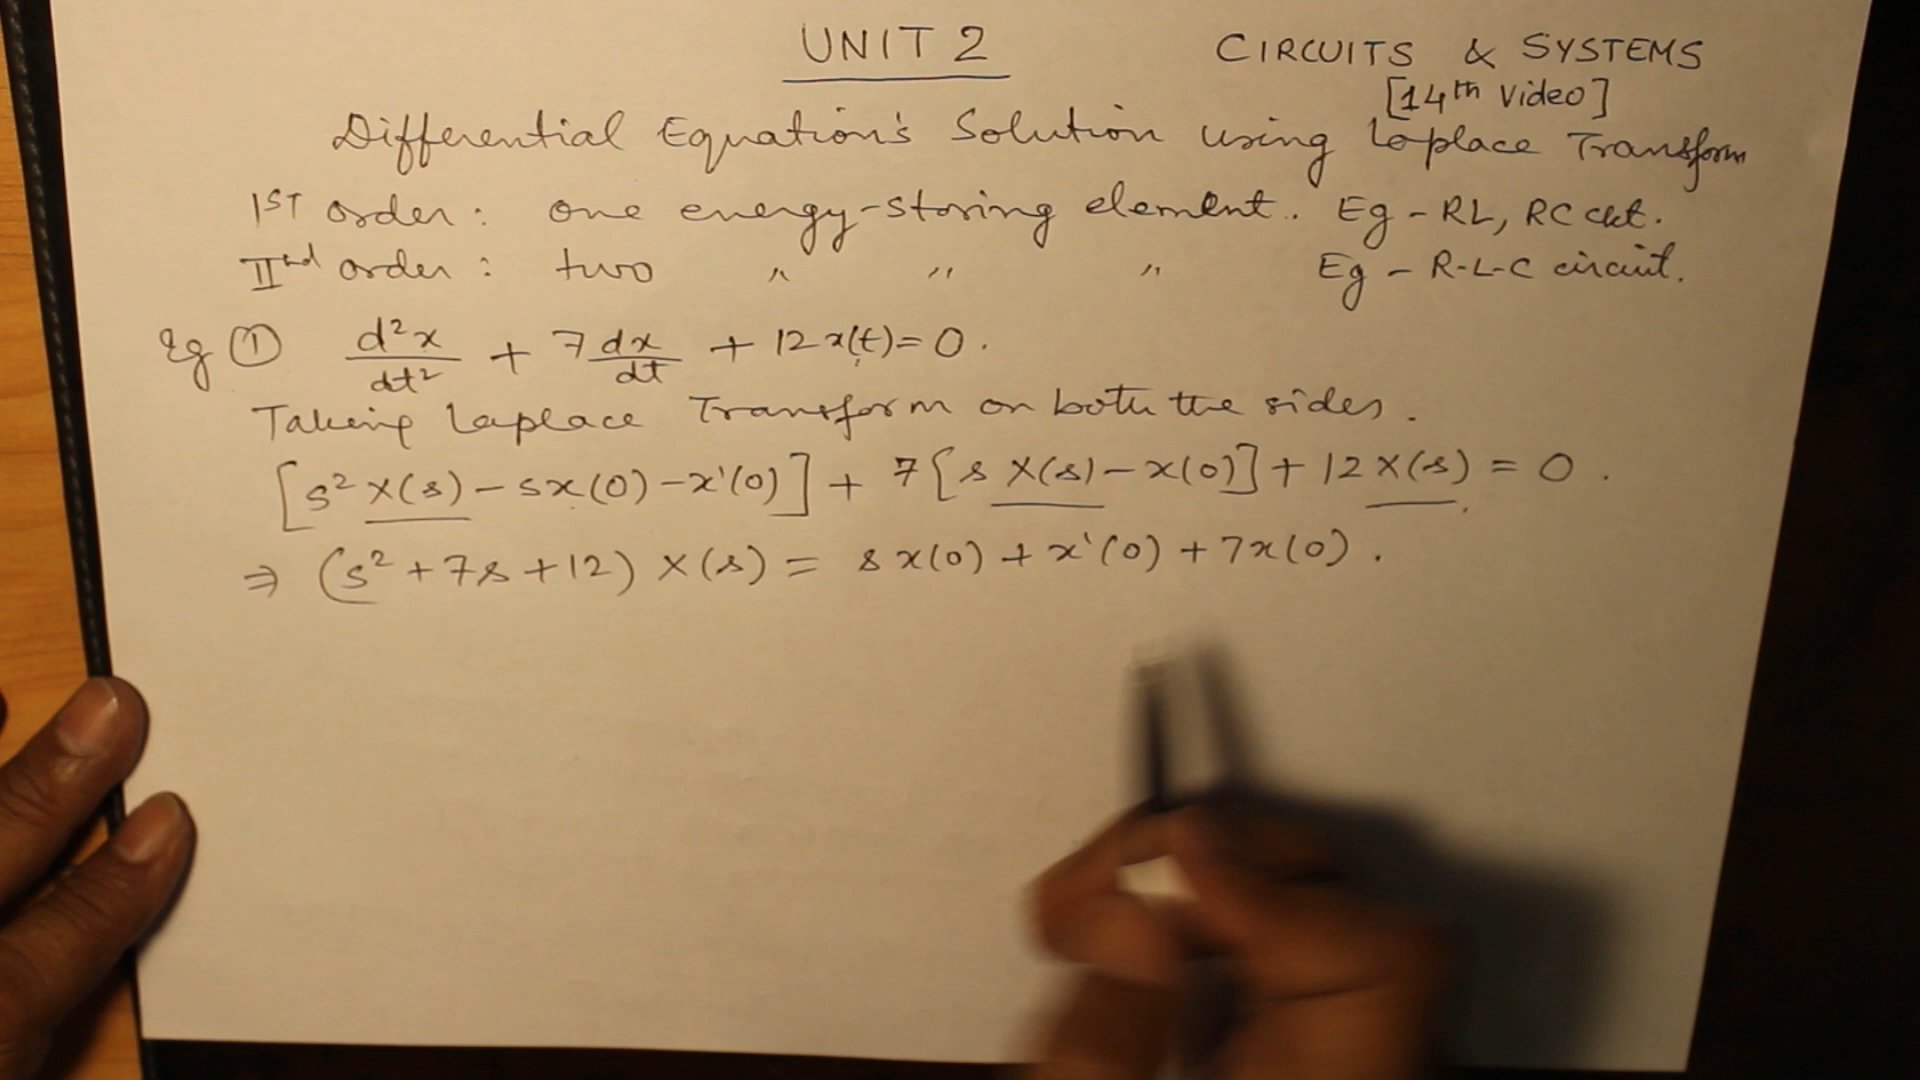 UNIT 2
CIRCUITS & SYSTEMS
[14th Video]
Differential Equation's Solution using Laplace Transform
1ST order: one energy-storing element. Eg - RL, RC ckt.
IInd order: two " " " Eg - R-L-C circuit.
Eg ① d²x/dt² + 7 dx/dt + 12 x(t) = 0.
Taking Laplace Transform on both the sides.
[s² X(s) - sx(0) - x'(0)] + 7[s X(s) - x(0)] + 12 X(s) = 0.
⇒ (s² + 7s + 12) X(s) = s x(0) + x'(0) + 7x(0).